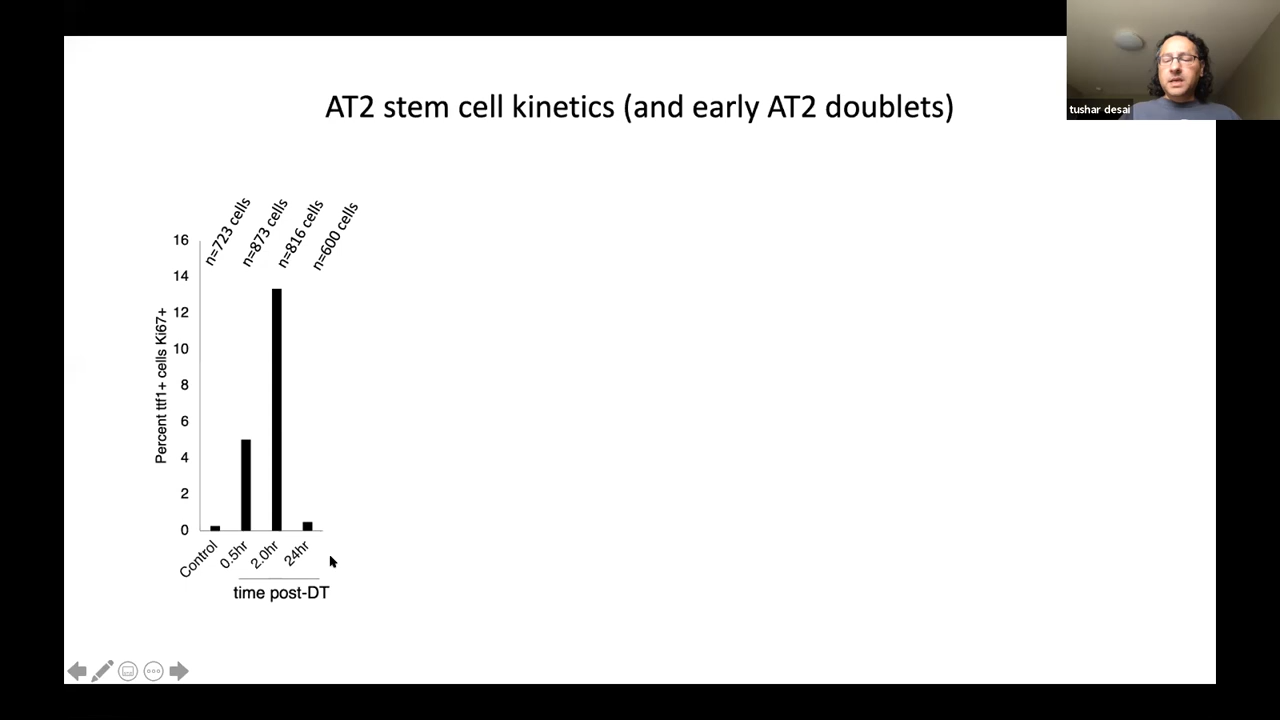 tushar desai
AT2 stem cell kinetics (and early AT2 doublets)
n=723 cells
n=873 cells
n=816 cells
n=600 cells
Percent ttf1+ cells Ki67+
16
14
12
10
8
6
4
2
0
Control
0.5hr
2.0hr
24hr
time post-DT